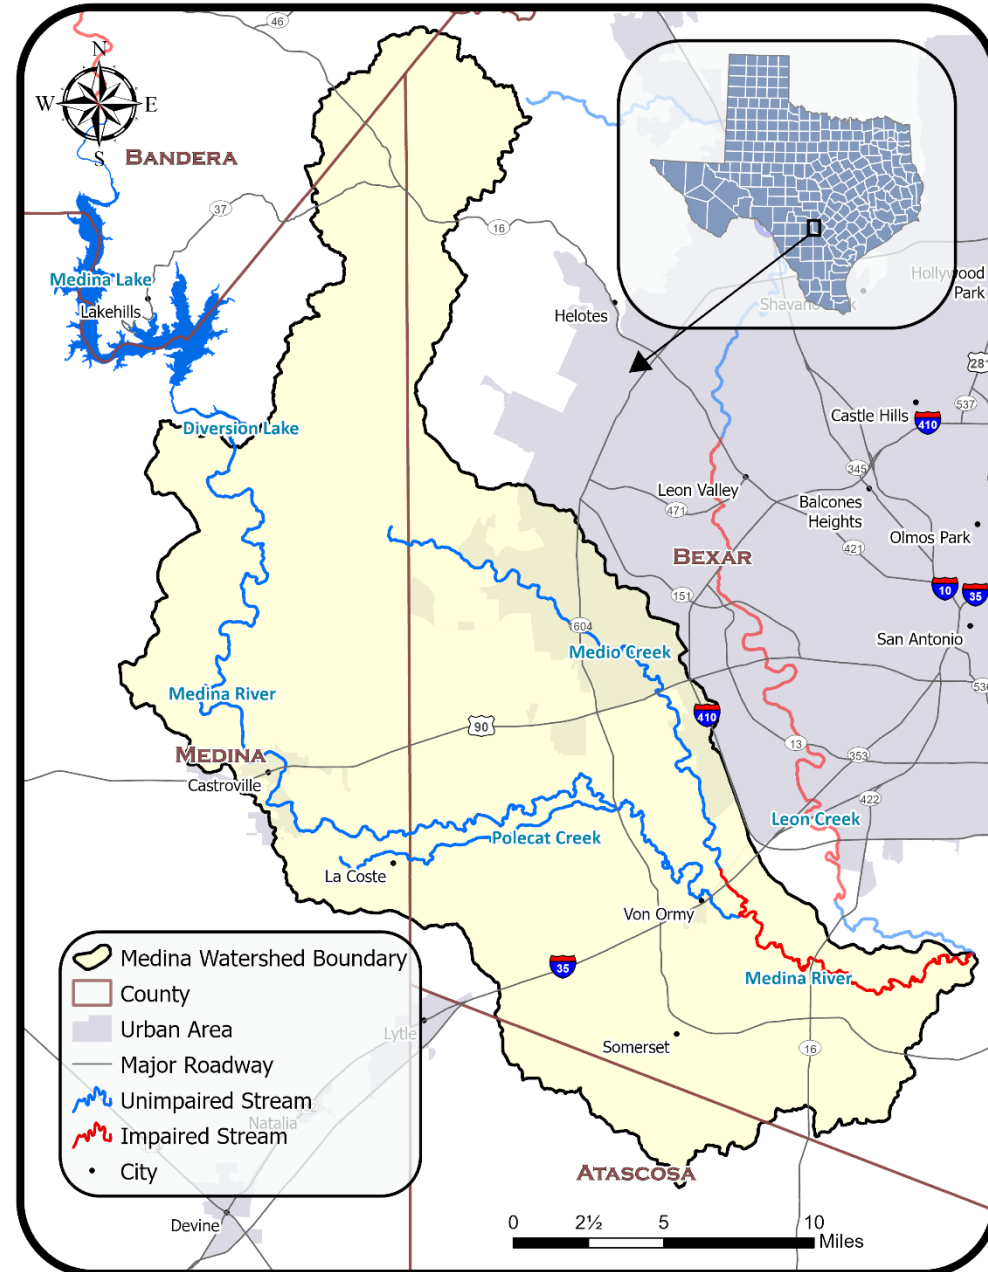 46
N
W
E
S
BANDERA
37
16
Medina Lake
Lakehills
Helotes
Hollywood
Park
281
Castle Hills
537
410
Diversion Lake
345
Leon Valley
Balcones
Heights
471
Olmos Park
421
BEXAR
151
10
35
1604
San Antonio
Medio Creek
536
Medina River
410
90
13
353
MEDINA
Castroville
422
Leon Creek
Polecat Creek
La Coste
Von Ormy
35
Medina River
Somerset
16
Medina Watershed Boundary
County
Urban Area
Lytle
Major Roadway
Unimpaired Stream
Natalia
Impaired Stream
City
Devine
ATASCOSA
0 2½ 5 10
Miles